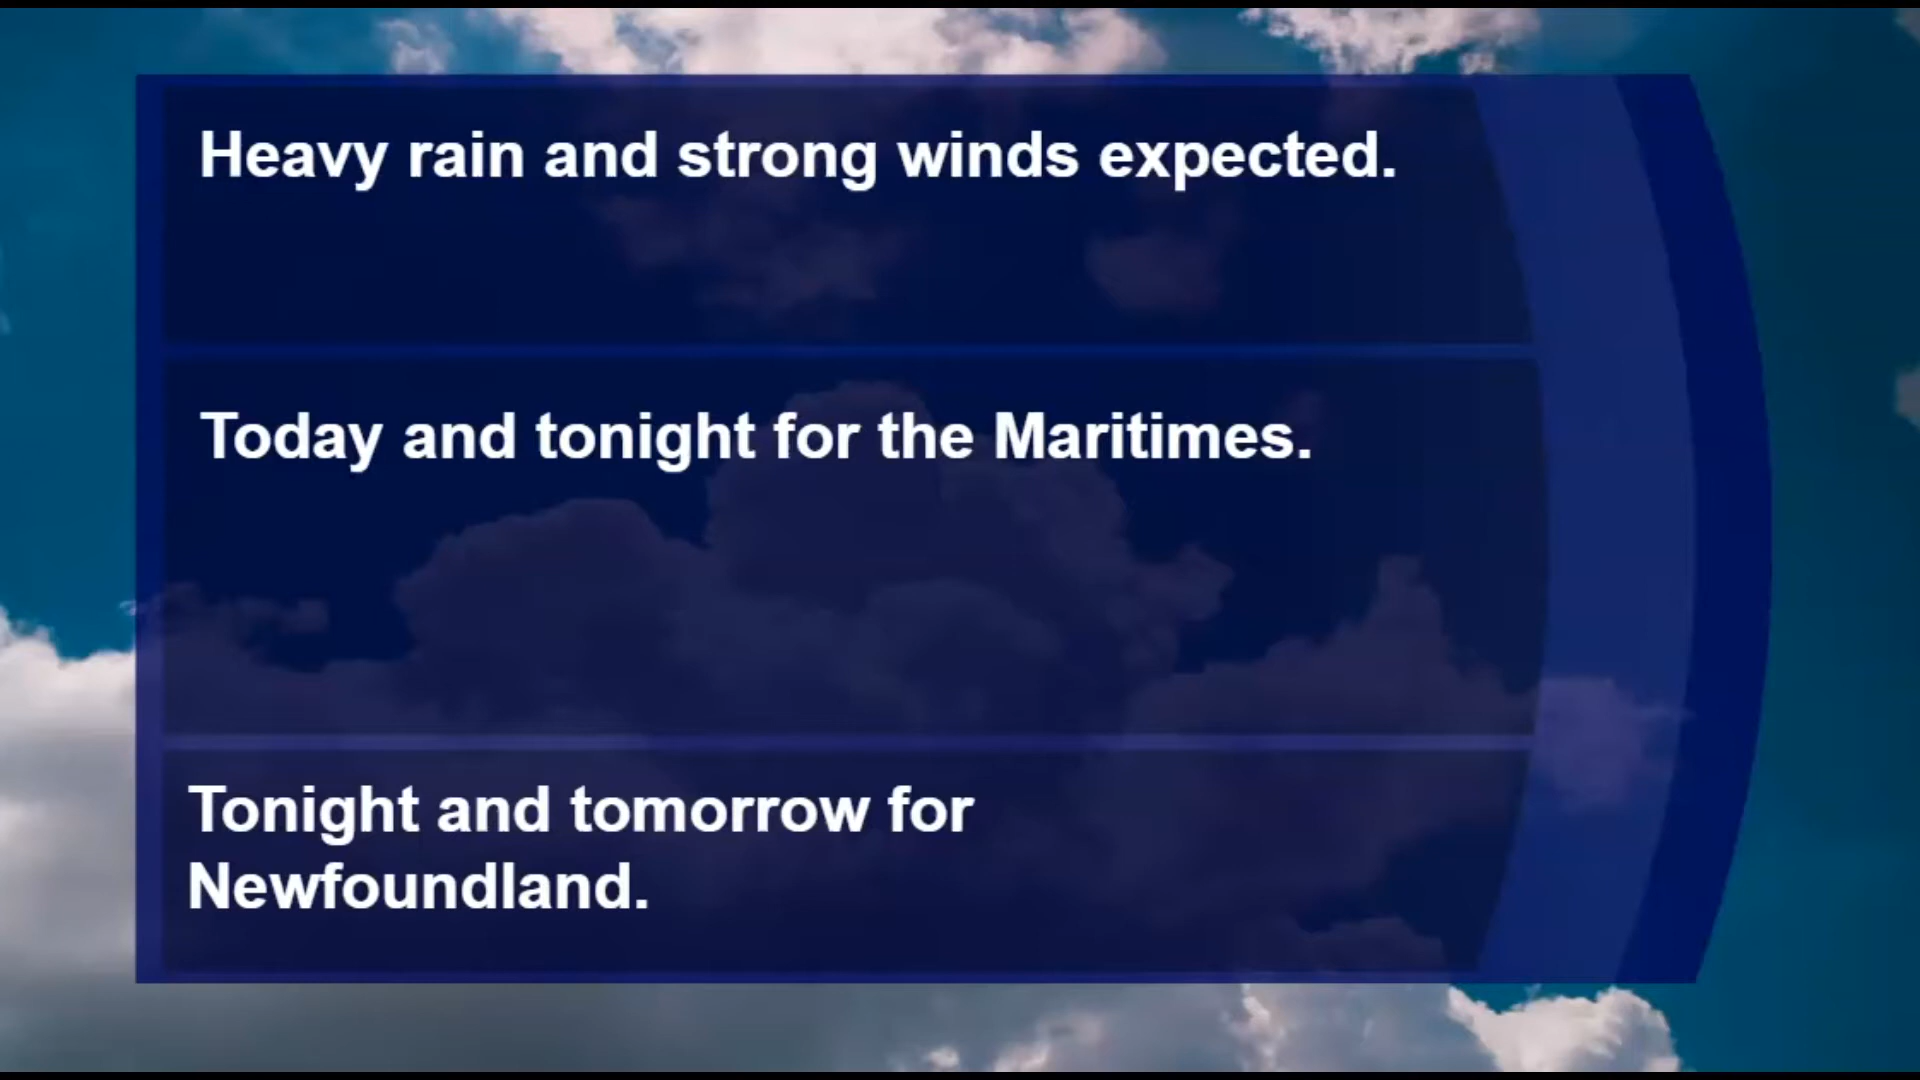 Heavy rain and strong winds expected.
Today and tonight for the Maritimes.
Tonight and tomorrow for
Newfoundland.